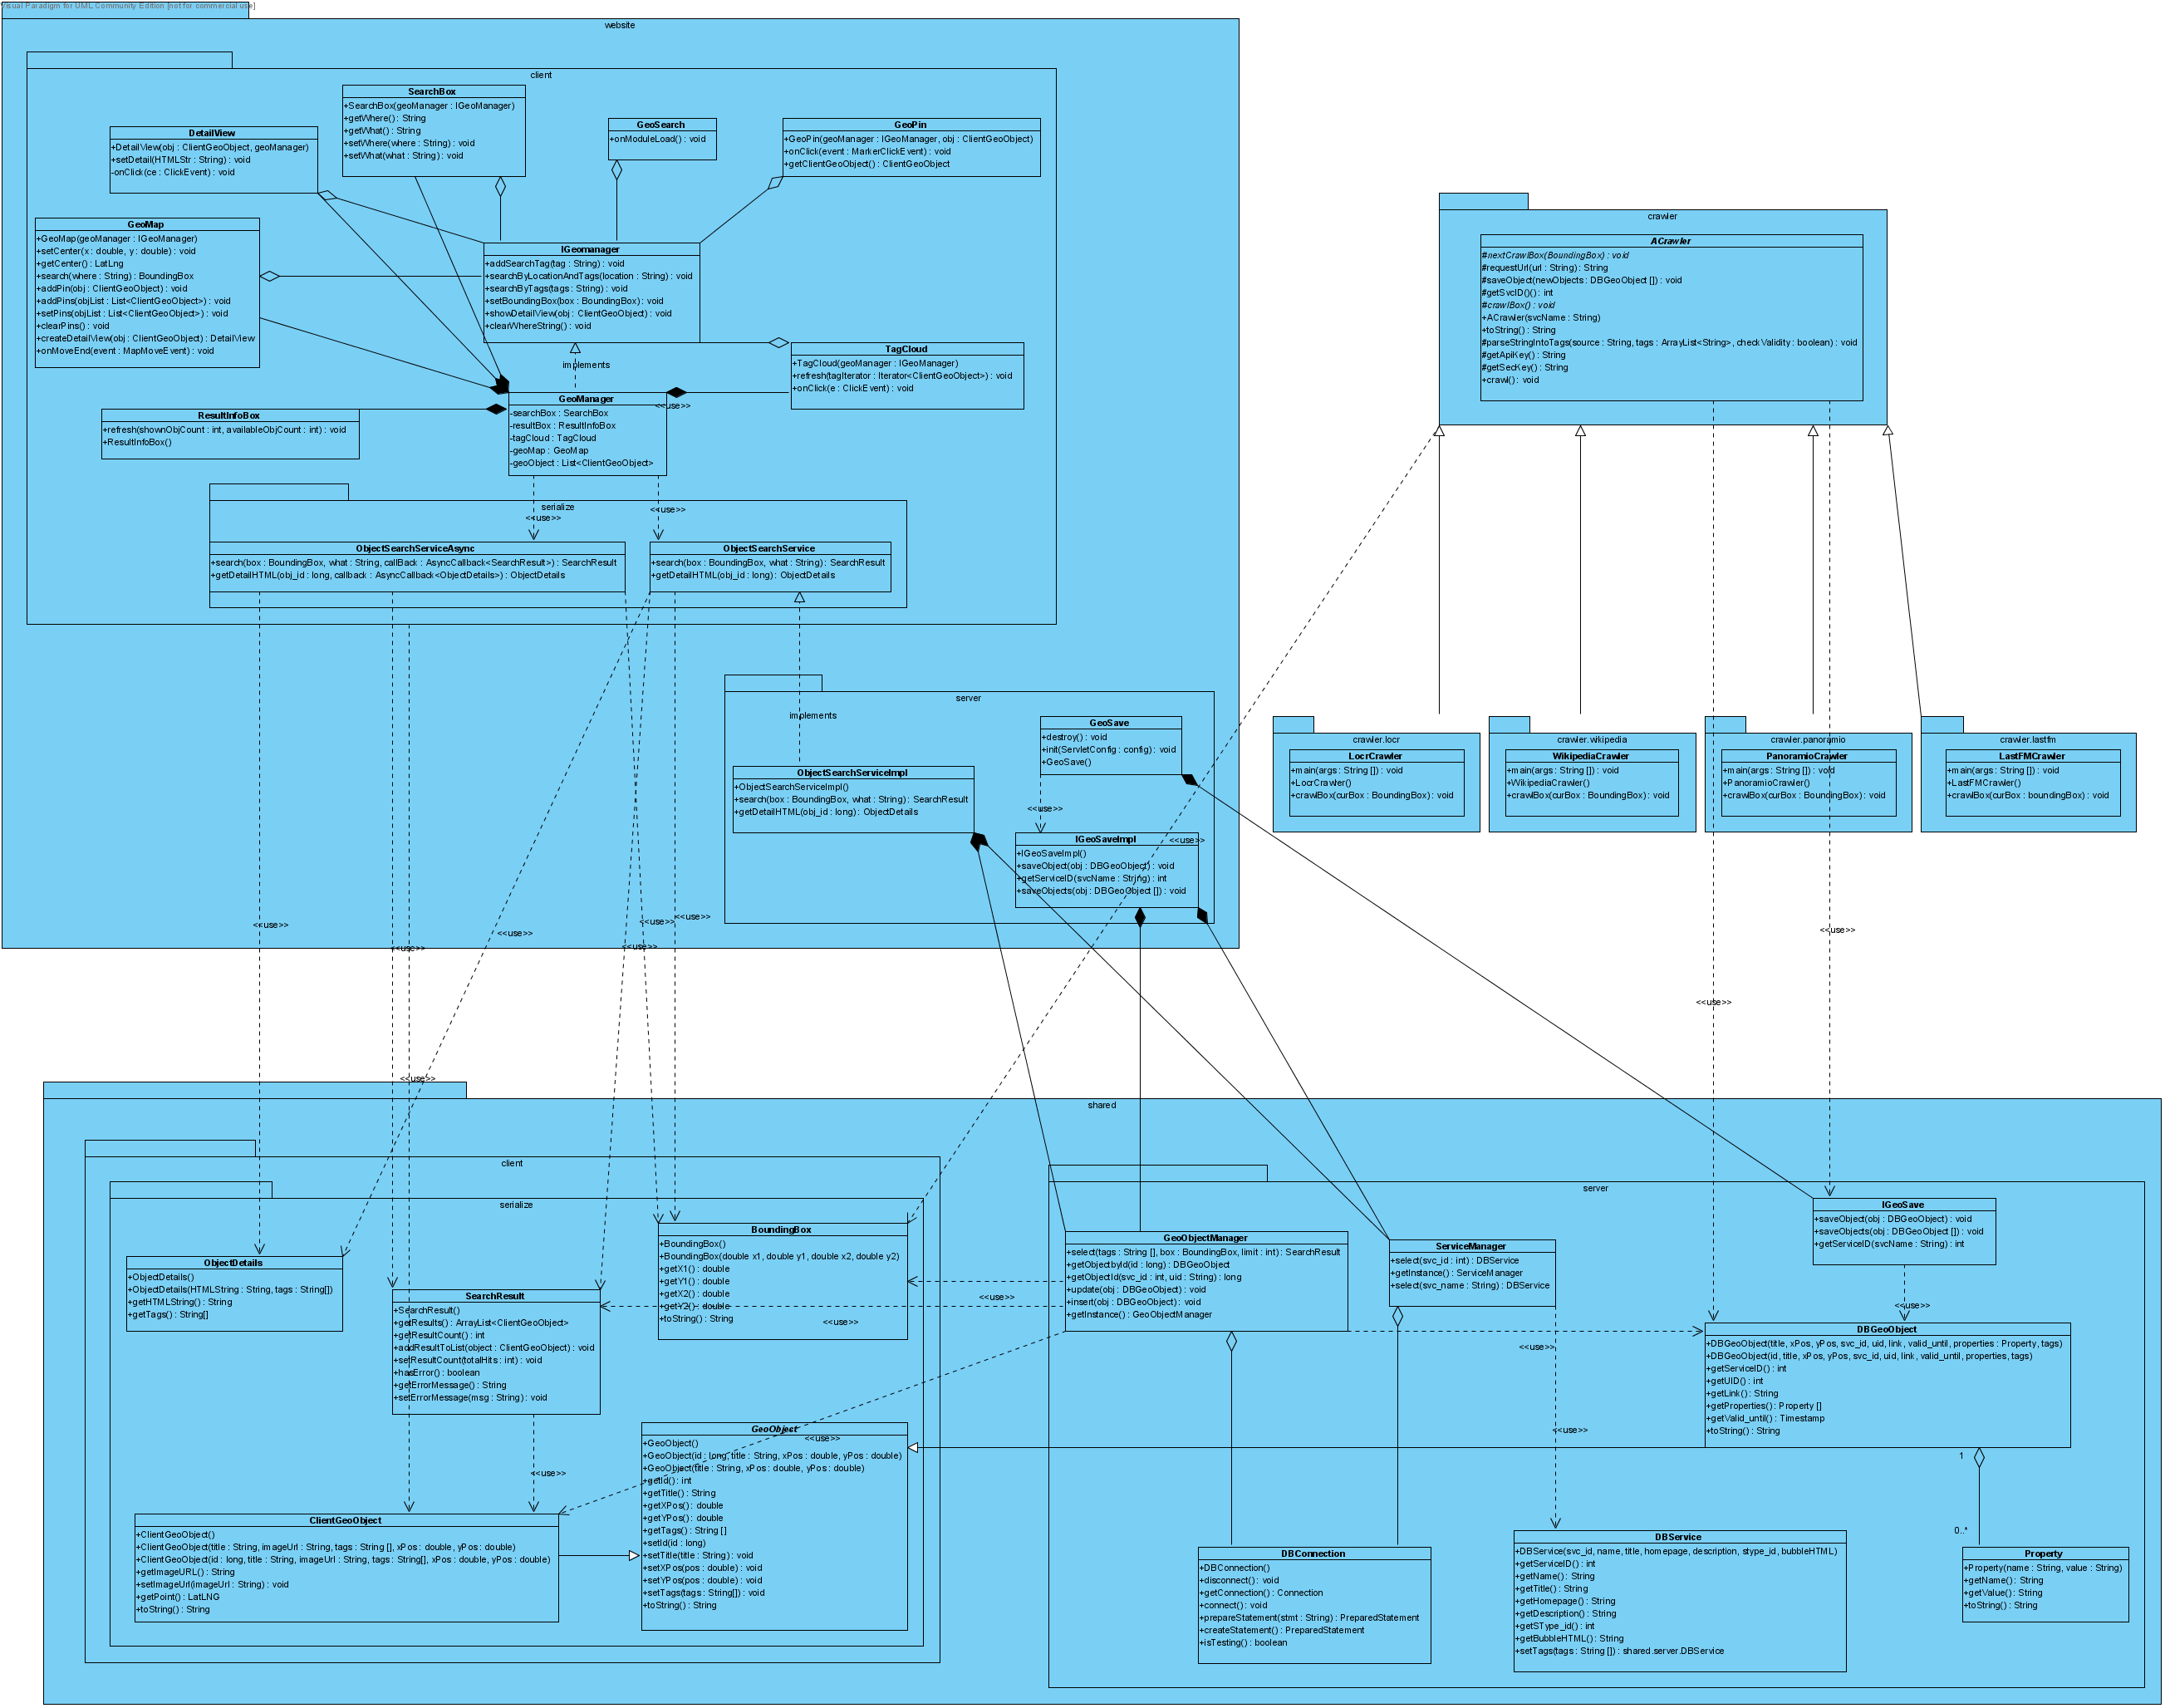 Visual Paradigm for UML Community Edition [not for commercial use]
website
client
SearchBox
+SearchBox(geoManager : IGeoManager)
+getWhere() : String
+getWhat() : String
+setWhere(where : String) : void
+setWhat(what : String) : void
DetailView
+DetailView(obj : ClientGeoObject, geoManager)
+setDetail(HTMLStr : String) : void
-onClick(ce : ClickEvent) : void
GeoSearch
+onModuleLoad() : void
GeoPin
+GeoPin(geoManager : IGeoManager, obj : ClientGeoObject)
+onClick(event : MarkerClickEvent) : void
+getClientGeoObject() : ClientGeoObject
GeoMap
+GeoMap(geoManager : IGeoManager)
+setCenter(x : double, y : double) : void
+getCenter() : LatLng
+search(where : String) : BoundingBox
+addPin(obj : ClientGeoObject) : void
+addPins(objList : List<ClientGeoObject>) : void
+setPins(objList : List<ClientGeoObject>) : void
+clearPins() : void
+createDetailView(obj : ClientGeoObject) : DetailView
+onMoveEnd(event : MapMoveEvent) : void
IGeomanager
+addSearchTag(tag : String) : void
+searchByLocationAndTags(location : String) : void
+searchByTags(tags : String) : void
+setBoundingBox(box : BoundingBox) : void
+showDetailView(obj : ClientGeoObject) : void
+clearWhereString() : void
implements
TagCloud
+TagCloud(geoManager : IGeoManager)
+refresh(tagIterator : Iterator<ClientGeoObject>) : void
+onClick(e : ClickEvent) : void
GeoManager
-searchBox : SearchBox
-resultBox : ResultInfoBox
-tagCloud : TagCloud
-geoMap : GeoMap
-geoObject : List<ClientGeoObject>
<<use>>
ResultInfoBox
+refresh(shownObjCount : int, availableObjCount : int) : void
+ResultInfoBox()
serialize
<<use>>
<<use>>
ObjectSearchServiceAsync
+search(box : BoundingBox, what : String, callBack : AsyncCallback<SearchResult>) : SearchResult
+getDetailHTML(obj_id : long, callback : AsyncCallback<ObjectDetails>) : ObjectDetails
ObjectSearchService
+search(box : BoundingBox, what : String) : SearchResult
+getDetailHTML(obj_id : long) : ObjectDetails
server
implements
ObjectSearchServiceImpl
+ObjectSearchServiceImpl()
+search(box : BoundingBox, what : String) : SearchResult
+getDetailHTML(obj_id : long) : ObjectDetails
GeoSave
+destroy() : void
+init(ServletConfig : config) : void
+GeoSave()
<<use>>
IGeoSaveImpl
+IGeoSaveImpl()
+saveObject(obj : DBGeoObject) : void
+getServiceID(svcName : String) : int
+saveObjects(obj : DBGeoObject []) : void
<<use>>
crawler
ACrawler
#nextCrawlBox(BoundingBox) : void
#requestUrl(url : String) : String
#saveObject(newObjects : DBGeoObject []) : void
#getSvcID()() : int
#crawlBox() : void
+ACrawler(svcName : String)
+toString() : String
#parseStringIntoTags(source : String, tags : ArrayList<String>, checkValidity : boolean) : void
#getApiKey() : String
#getSecKey() : String
+crawl() : void
crawler.locr
LocrCrawler
+main(args : String []) : void
+LocrCrawler()
+crawlBox(curBox : BoundingBox) : void
crawler.wikipedia
WikipediaCrawler
+main(args : String []) : void
+WikipediaCrawler()
+crawlBox(curBox : BoundingBox) : void
crawler.panoramio
PanoramioCrawler
+main(args : String []) : void
+PanoramioCrawler()
+crawlBox(curBox : BoundingBox) : void
crawler.lastfm
LastFMCrawler
+main(args : String []) : void
+LastFMCrawler()
+crawlBox(curBox : boundingBox) : void
<<use>>
<<use>>
<<use>>
<<use>>
<<use>>
<<use>>
<<use>>
<<use>>
<<use>>
shared
client
serialize
ObjectDetails
+ObjectDetails()
+ObjectDetails(HTMLString : String, tags : String[])
+getHTMLString() : String
+getTags() : String[]
SearchResult
+SearchResult()
+getResults() : ArrayList<ClientGeoObject>
+getResultCount() : int
+addResultToList(object : ClientGeoObject) : void
+setResultCount(totalHits : int) : void
+hasError() : boolean
+getErrorMessage() : String
+setErrorMessage(msg : String) : void
BoundingBox
+BoundingBox()
+BoundingBox(double x1, double y1, double x2, double y2)
+getX1() : double
+getY1() : double
+getX2() : double
+getY2() : double
+toString() : String
<<use>>
<<use>>
<<use>>
<<use>>
GeoObject
+GeoObject()
+GeoObject(id : long, title : String, xPos : double, yPos : double)
+GeoObject(title : String, xPos : double, yPos : double)
+getId() : int
+getTitle() : String
+getXPos() : double
+getYPos() : double
+getTags() : String []
+setId(id : long)
+setTitle(title : String) : void
+setXPos(pos : double) : void
+setYPos(pos : double) : void
+setTags(tags : String[]) : void
+toString() : String
ClientGeoObject
+ClientGeoObject()
+ClientGeoObject(title : String, imageUrl : String, tags : String [], xPos : double, yPos : double)
+ClientGeoObject(id : long, title : String, imageUrl : String, tags : String[], xPos : double, yPos : double)
+getImageURL() : String
+setImageUrl(imageUrl : String) : void
+getPoint() : LatLNG
+toString() : String
server
GeoObjectManager
+select(tags : String [], box : BoundingBox, limit : int) : SearchResult
+getObjectbyId(id : long) : DBGeoObject
+getObjectId(svc_id : int, uid : String) : long
+update(obj : DBGeoObject) : void
+insert(obj : DBGeoObject) : void
+getInstance() : GeoObjectManager
ServiceManager
+select(svc_id : int) : DBService
+getInstance() : ServiceManager
+select(svc_name : String) : DBService
IGeoSave
+saveObject(obj : DBGeoObject) : void
+saveObjects(obj : DBGeoObject []) : void
+getServiceID(svcName : String) : int
<<use>>
<<use>>
<<use>>
DBGeoObject
+DBGeoObject(title, xPos, yPos, svc_id, uid, link, valid_until, properties : Property, tags)
+DBGeoObject(id, title, xPos, yPos, svc_id, uid, link, valid_until, properties, tags)
+getServiceID() : int
+getUID() : int
+getLink() : String
+getProperties() : Property []
+getValid_until() : Timestamp
+toString() : String
1
0..*
DBConnection
+DBConnection()
+disconnect() : void
+getConnection() : Connection
+connect() : void
+prepareStatement(stmt : String) : PreparedStatement
+createStatement() : PreparedStatement
+isTesting() : boolean
DBService
+DBService(svc_id, name, title, homepage, description, stype_id, bubbleHTML)
+getServiceID() : int
+getName() : String
+getTitle() : String
+getHomepage() : String
+getDescription() : String
+getSType_id() : int
+getBubbleHTML() : String
+setTags(tags : String []) : shared.server.DBService
Property
+Property(name : String, value : String)
+getName() : String
+getValue() : String
+toString() : String